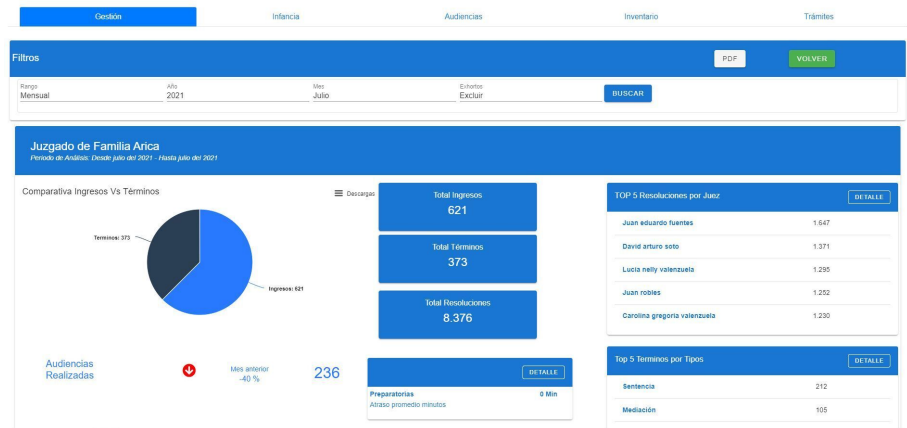 Gestión
Infancia
Audiencias
Inventario
Trámites
Filtros
PDF
VOLVER
Rango
Mensual
Año
2021
Mes
Julio
Exhortos
Excluir
BUSCAR
Juzgado de Familia Arica
Periodo de Análisis: Desde julio del 2021 - Hasta julio del 2021
Comparativa Ingresos Vs Términos
Descargas
Terminos: 373
Ingresos: 621
Total Ingresos
621
Total Términos
373
Total Resoluciones
8.376
TOP 5 Resoluciones por Juez
DETALLE
Juan eduardo fuentes 1.647
David arturo soto 1.371
Lucia nelly valenzuela 1.295
Juan robles 1.252
Carolina gregoria valenzuela 1.230
Audiencias
Realizadas
Mes anterior
-40 %
236
DETALLE
Preparatorias 0 Min
Atraso promedio minutos
Top 5 Terminos por Tipos
DETALLE
Sentencia 212
Mediación 105